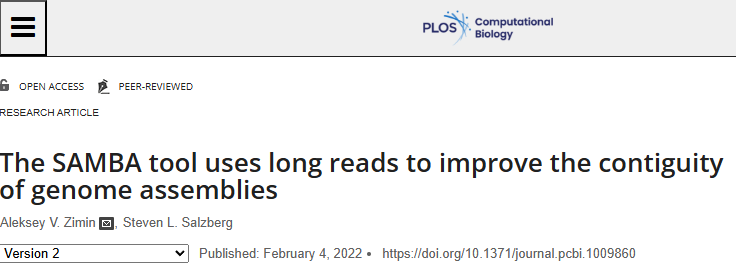 PLOS Computational
Biology
OPEN ACCESS PEER-REVIEWED
RESEARCH ARTICLE
The SAMBA tool uses long reads to improve the contiguity
of genome assemblies
Aleksey V. Zimin , Steven L. Salzberg
Version 2 Published: February 4, 2022 • https://doi.org/10.1371/journal.pcbi.1009860